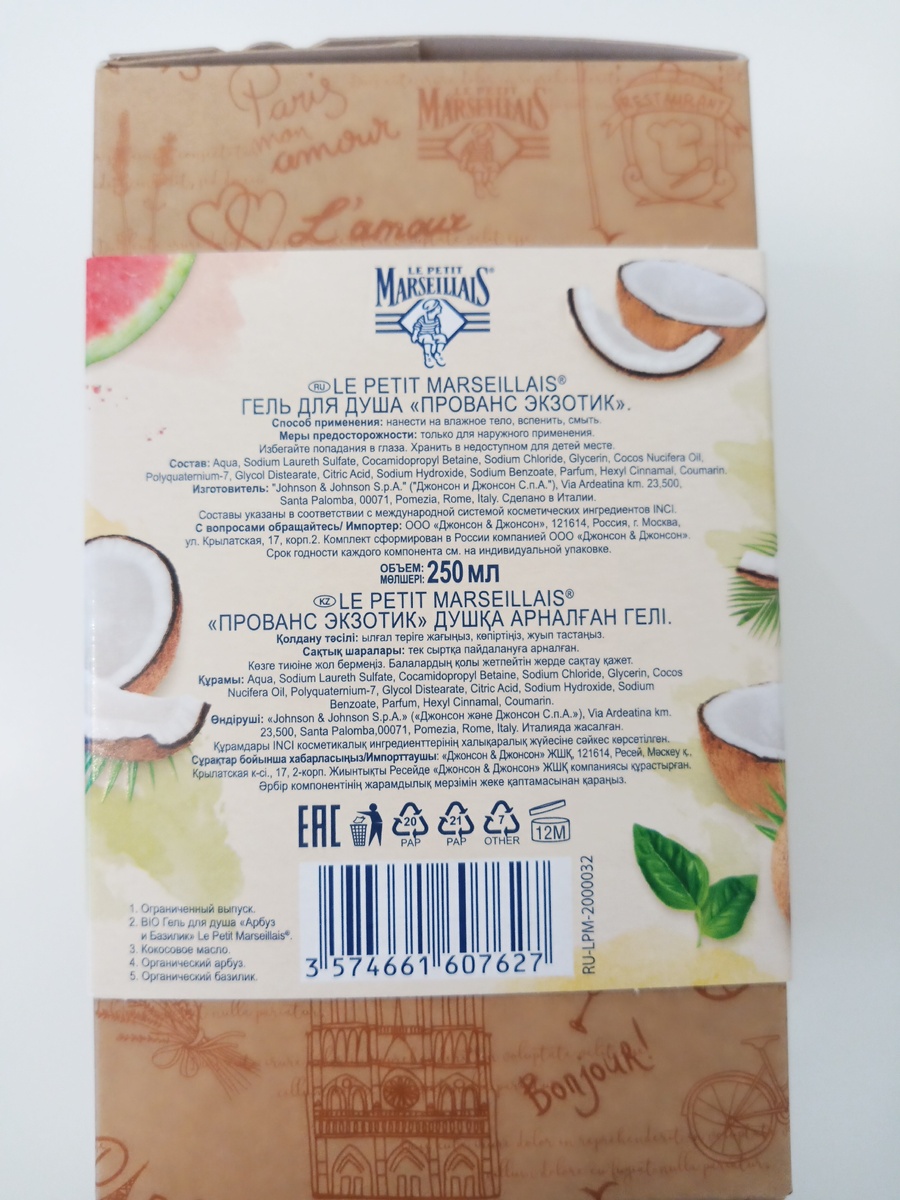 Paris
mon
amour
LE PETIT
MARSEILLAIS
RESTAURANT
L'amour
LE PETIT
MARSEILLAIS®
RU LE PETIT MARSEILLAIS®
ГЕЛЬ ДЛЯ ДУША «ПРОВАНС ЭКЗОТИК».
Способ применения: нанести на влажное тело, вспенить, смыть.
Меры предосторожности: только для наружного применения.
Избегайте попадания в глаза. Хранить в недоступном для детей месте.
Состав: Aqua, Sodium Laureth Sulfate, Cocamidopropyl Betaine, Sodium Chloride, Glycerin, Cocos Nucifera Oil,
Polyquaternium-7, Glycol Distearate, Citric Acid, Sodium Hydroxide, Sodium Benzoate, Parfum, Hexyl Cinnamal, Coumarin.
Изготовитель: "Johnson & Johnson S.p.A." ("Джонсон и Джонсон С.п.А."), Via Ardeatina km. 23,500,
Santa Palomba, 00071, Pomezia, Rome, Italy. Сделано в Италии.
Составы указаны в соответствии с международной системой косметических ингредиентов INCI.
С вопросами обращайтесь/ Импортер: ООО «Джонсон & Джонсон», 121614, Россия, г. Москва,
ул. Крылатская, 17, корп.2. Комплект сформирован в России компанией ООО «Джонсон & Джонсон».
Срок годности каждого компонента см. на индивидуальной упаковке.
ОБЪЕМ:
МӨЛШЕРІ: 250 МЛ
KZ LE PETIT MARSEILLAIS®
«ПРОВАНС ЭКЗОТИК» ДУШҚА АРНАЛҒАН ГЕЛІ.
Қолдану тәсілі: ылғал теріге жағыңыз, көпіртіңіз, жуып тастаңыз.
Сақтық шаралары: тек сыртқа пайдалануға арналған.
Көзге тиюіне жол бермеңіз. Балалардың қолы жетпейтін жерде сақтау қажет.
Құрамы: Aqua, Sodium Laureth Sulfate, Cocamidopropyl Betaine, Sodium Chloride, Glycerin, Cocos
Nucifera Oil, Polyquaternium-7, Glycol Distearate, Citric Acid, Sodium Hydroxide, Sodium
Benzoate, Parfum, Hexyl Cinnamal, Coumarin.
Өндіруші: «Johnson & Johnson S.p.A.» («Джонсон және Джонсон С.п.А.»), Via Ardeatina km.
23,500, Santa Palomba,00071, Pomezia, Rome, Italy. Италияда жасалған.
Құрамдары INCI косметикалық ингредиенттерінің халықаралық жүйесіне сәйкес көрсетілген.
Сұрақтар бойынша хабарласыңыз/Импорттаушы: «Джонсон & Джонсон» ЖШҚ, 121614, Ресей, Мәскеу қ.,
Крылатская к-сі., 17, 2-корп. Жиынтықты Ресейде «Джонсон & Джонсон» ЖШҚ компаниясы құрастырған.
Әрбір компонентінің жарамдылық мерзімін жеке қаптамасынан қараңыз.
EAC 20 21 7 12M
PAP PAP OTHER
1. Ограниченный выпуск.
2. BIO Гель для душа «Арбуз
и Базилик» Le Petit Marseillais®.
3. Кокосовое масло.
4. Органический арбуз.
5. Органический базилик.
3 574661 607627
RU-LPM-2000032
Bonjour!